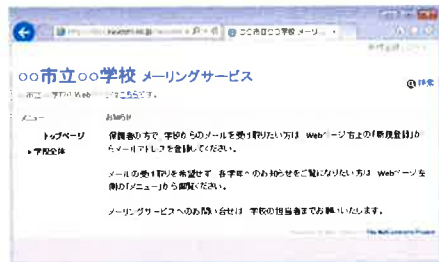 ○○市立○○学校 メーリングサービス
検索
こちらです。
メニュー
お知らせ
トップページ
▶学校全体
保護者の方で、学校からのメールを受け取りたい方は Webページ右上の「新規登録」か
らメールアドレスを登録してください。
メールの受け取りを希望せず、各学年へのお知らせをご覧になりたい方は Webページ左
側の「メニュー」から閲覧ください。
メーリングサービスへのお問い合せは 学校の担当者までお願いいたします。
The NetCommons Project